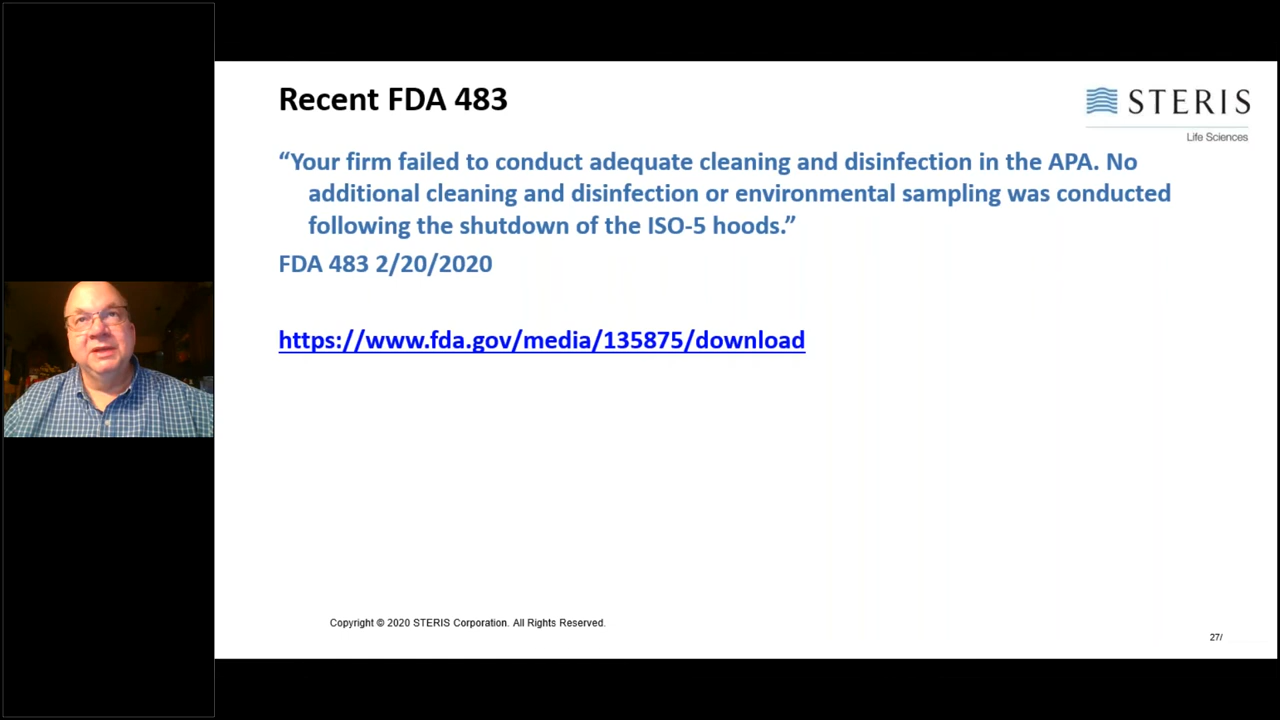 Recent FDA 483
STERIS
Life Sciences
“Your firm failed to conduct adequate cleaning and disinfection in the APA. No
additional cleaning and disinfection or environmental sampling was conducted
following the shutdown of the ISO-5 hoods.”
FDA 483 2/20/2020
https://www.fda.gov/media/135875/download
Copyright © 2020 STERIS Corporation. All Rights Reserved.
27/